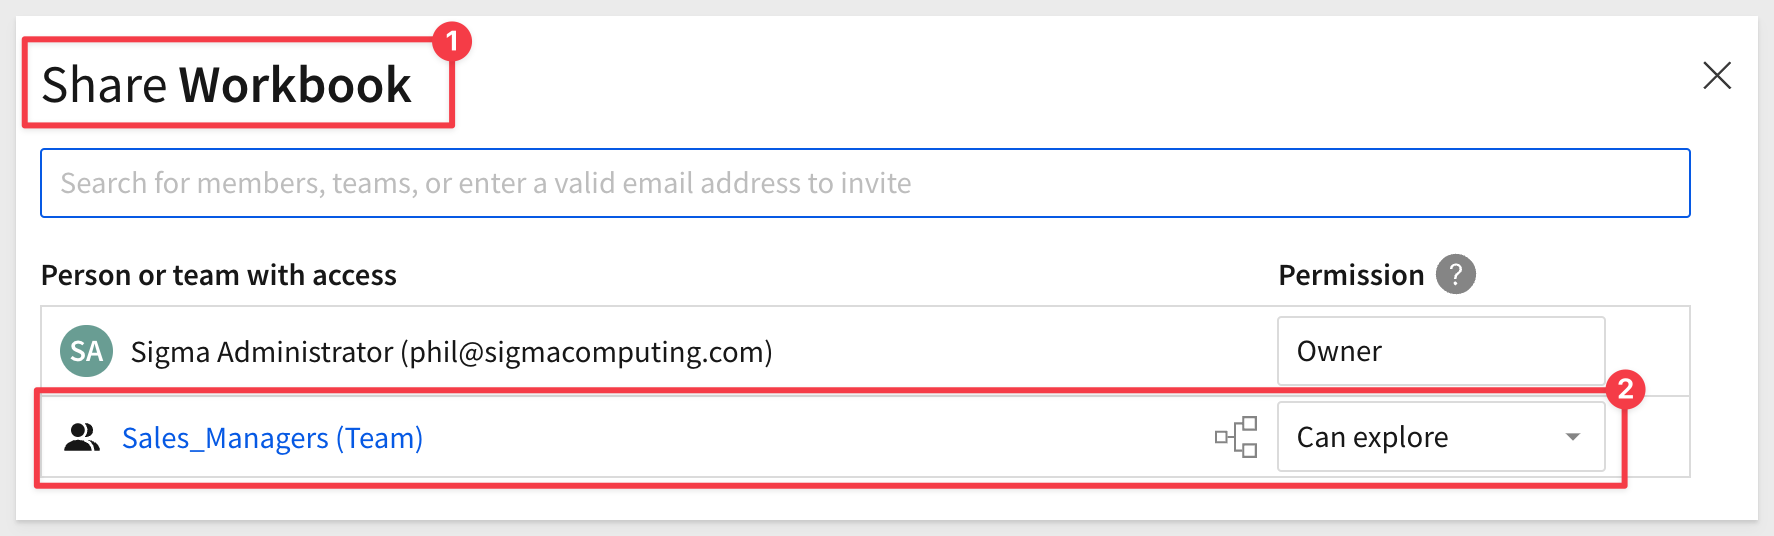 1
Share Workbook
Search for members, teams, or enter a valid email address to invite
Person or team with access
Permission ?
SA Sigma Administrator (phil@sigmacomputing.com)
Owner
2
Sales_Managers (Team)
Can explore